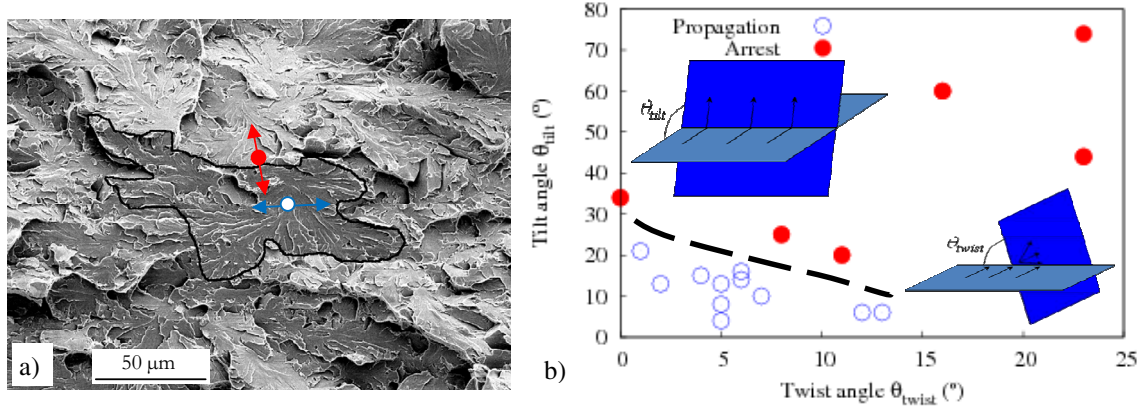 a)
50 µm
b)
Tilt angle θtilt (°)
80
70
60
50
40
30
20
10
0
Propagation
Arrest
θtilt
θtwist
0
5
10
15
20
25
Twist angle θtwist (°)